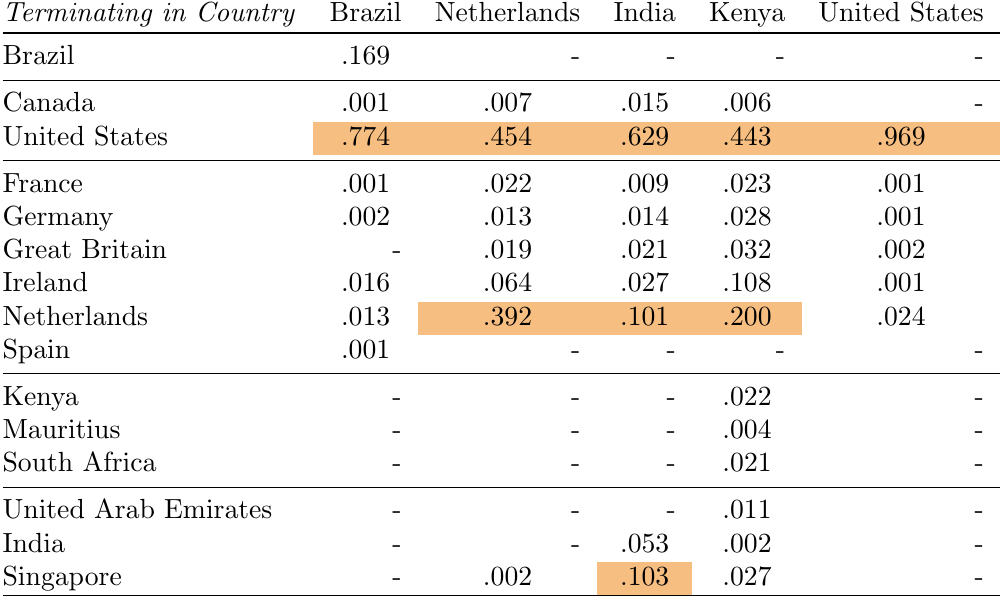 Terminating in Country Brazil Netherlands India Kenya United States
Brazil .169 - - - -
Canada .001 .007 .015 .006 -
United States .774 .454 .629 .443 .969
France .001 .022 .009 .023 .001
Germany .002 .013 .014 .028 .001
Great Britain - .019 .021 .032 .002
Ireland .016 .064 .027 .108 .001
Netherlands .013 .392 .101 .200 .024
Spain .001 - - - -
Kenya - - - .022 -
Mauritius - - - .004 -
South Africa - - - .021 -
United Arab Emirates - - - .011 -
India - - .053 .002 -
Singapore - .002 .103 .027 -